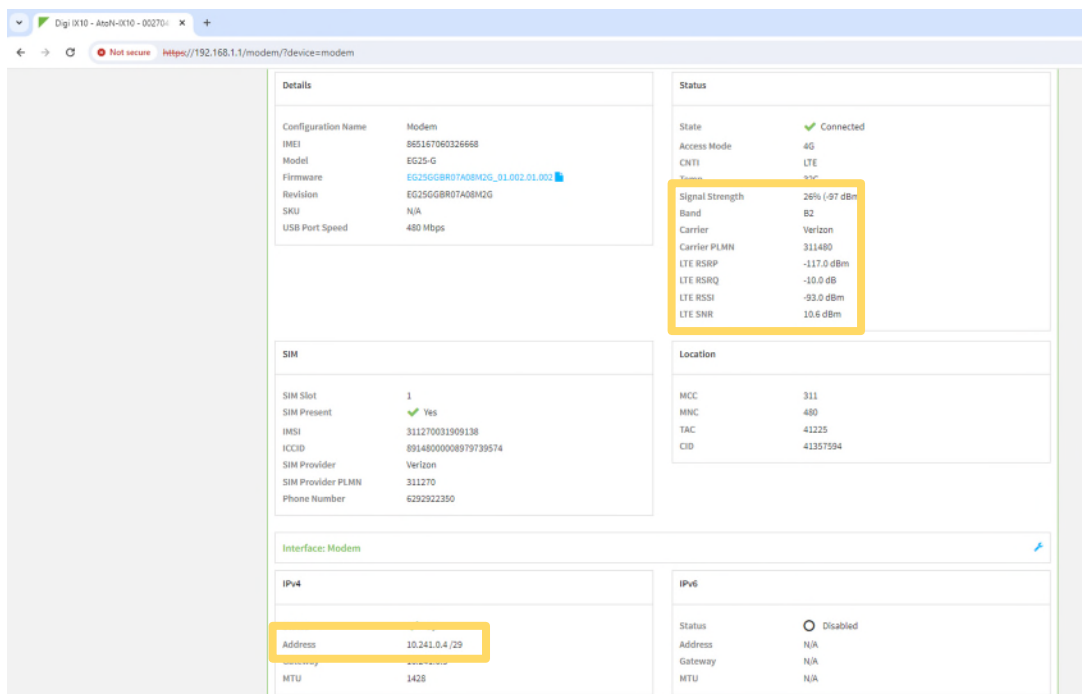 Digi IX10 - AtoN-IX10 - 00270
Not secure https://192.168.1.1/modem/?device=modem
Details
Configuration Name Modem
IMEI 865167060326668
Model EG25-G
Firmware EG25GGBR07A08M2G_01.002.01.002
Revision EG25GGBR07A08M2G
SKU N/A
USB Port Speed 480 Mbps
Status
State Connected
Access Mode 4G
CNTI LTE
Signal Strength 26% (-97 dBm
Band B2
Carrier Verizon
Carrier PLMN 311480
LTE RSRP -117.0 dBm
LTE RSRQ -10.0 dB
LTE RSSI -93.0 dBm
LTE SNR 10.6 dBm
SIM
SIM Slot 1
SIM Present Yes
IMSI 311270031909138
ICCID 89148000008979739574
SIM Provider Verizon
SIM Provider PLMN 311270
Phone Number 6292922350
Location
MCC 311
MNC 480
TAC 41225
CID 41357594
Interface: Modem
IPv4
Address 10.241.0.4 /29
MTU 1428
IPv6
Status Disabled
Address N/A
Gateway N/A
MTU N/A